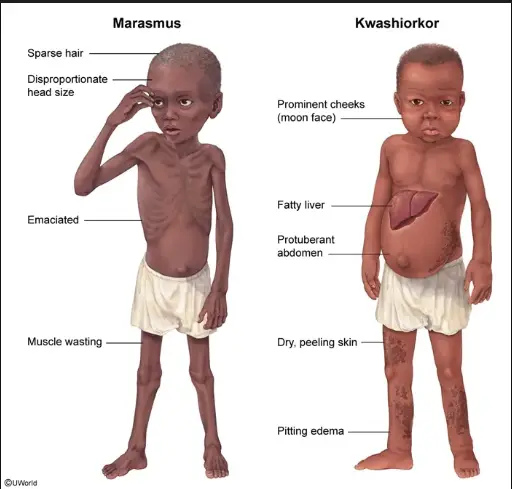 Marasmus
Sparse hair
Disproportionate
head size
Emaciated
Muscle wasting
Kwashiorkor
Prominent cheeks
(moon face)
Fatty liver
Protuberant
abdomen
Dry, peeling skin
Pitting edema
©UWorld